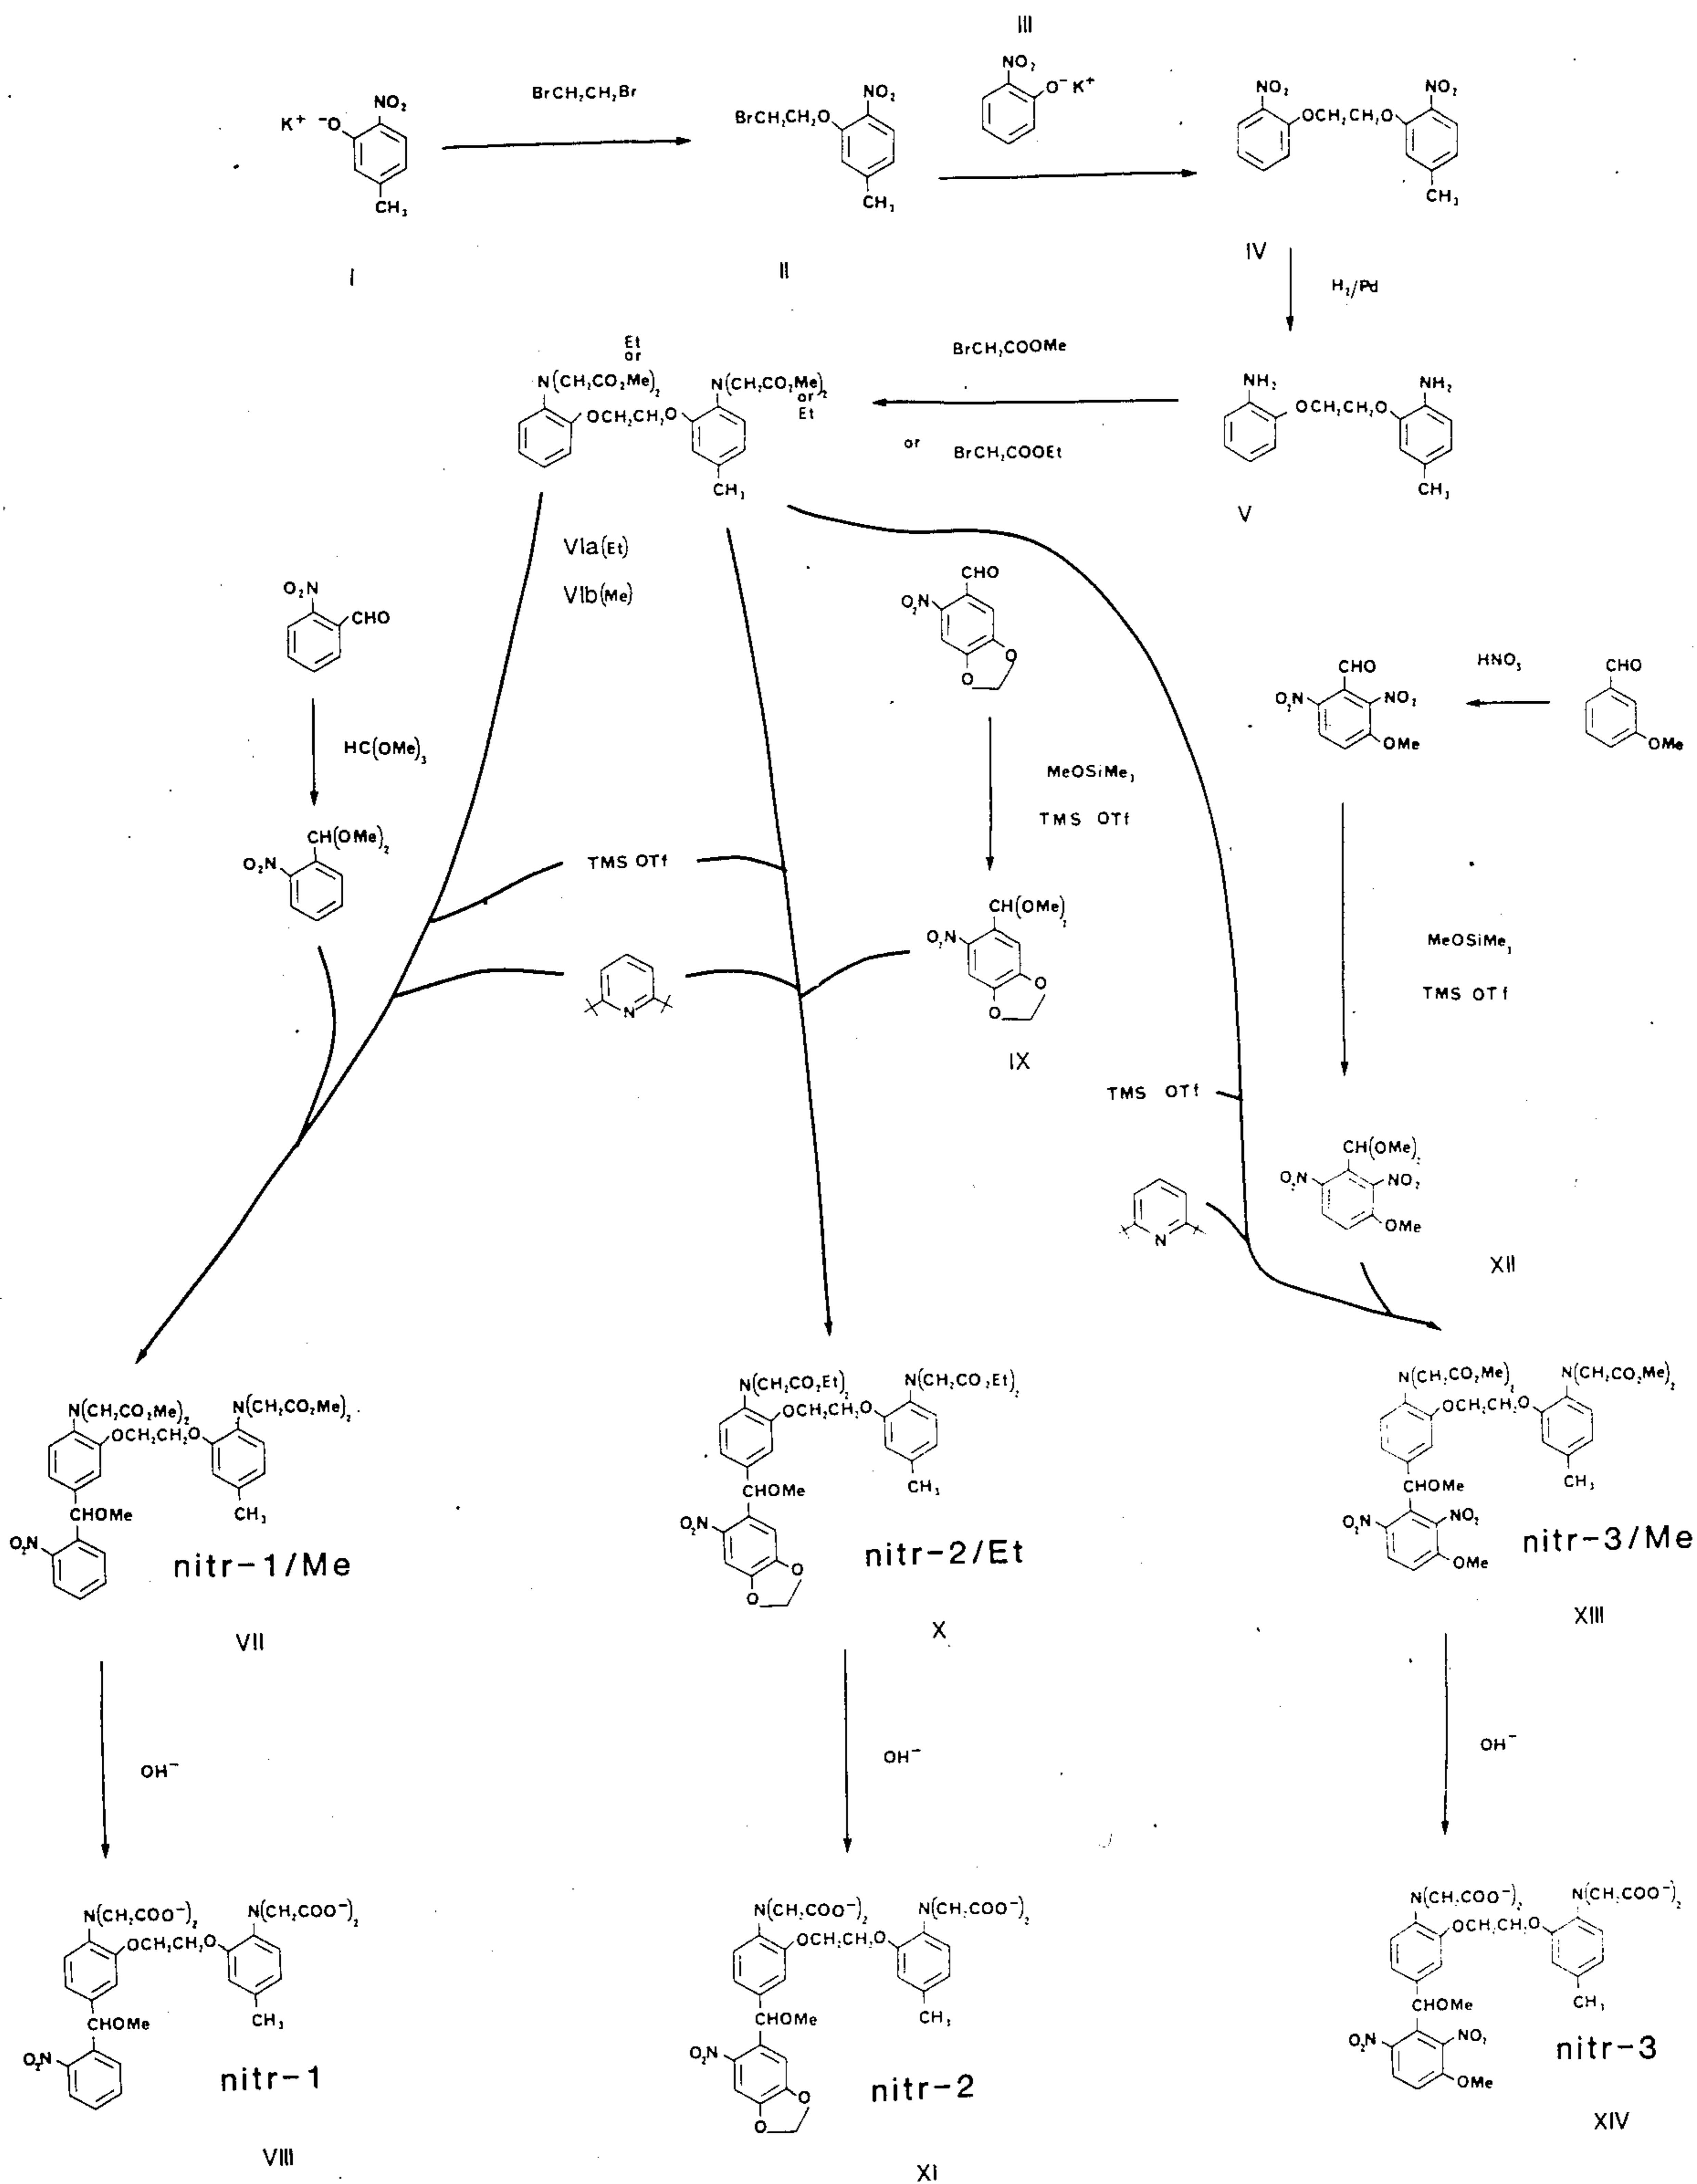 III
NO₂
O⁻ K⁺
K⁺ ⁻O
NO₂
CH₃
I
BrCH₂CH₂Br
BrCH₂CH₂O
NO₂
CH₃
II
NO₂
OCH₂CH₂O
NO₂
CH₃
IV
H₂/Pd
Et
or
N(CH₂CO₂Me)₂
N(CH₂CO₂Me)₂
or
Et
OCH₂CH₂O
CH₃
BrCH₂COOMe
or BrCH₂COOEt
NH₂
OCH₂CH₂O
NH₂
CH₃
V
VIa(Et)
VIb(Me)
O₂N
CHO
HC(OMe)₃
CH(OMe)₂
O₂N
CHO
O₂N
O
O
MeOSiMe₃
TMS OTf
CH(OMe)₂
O₂N
O
O
IX
CHO
O₂N
NO₂
OMe
HNO₃
CHO
OMe
MeOSiMe₃
TMS OTf
TMS OTf
N
TMS OTf
N
CH(OMe)₂
O₂N
NO₂
OMe
XII
N(CH₂CO₂Me)₂
N(CH₂CO₂Me)₂
OCH₂CH₂O
CHOMe
CH₃
O₂N
nitr-1/Me
VII
N(CH₂CO₂Et)₂
N(CH₂CO₂Et)₂
OCH₂CH₂O
CHOMe
CH₃
O₂N
O
O
nitr-2/Et
X
N(CH₂CO₂Me)₂
N(CH₂CO₂Me)₂
OCH₂CH₂O
CHOMe
CH₃
O₂N
NO₂
OMe
nitr-3/Me
XIII
OH⁻
OH⁻
OH⁻
N(CH₂COO⁻)₂
N(CH₂COO⁻)₂
OCH₂CH₂O
CHOMe
CH₃
O₂N
nitr-1
VIII
N(CH₂COO⁻)₂
N(CH₂COO⁻)₂
OCH₂CH₂O
CHOMe
CH₃
O₂N
O
O
nitr-2
XI
N(CH₂COO⁻)₂
N(CH₂COO⁻)₂
OCH₂CH₂O
CHOMe
CH₃
O₂N
NO₂
OMe
nitr-3
XIV